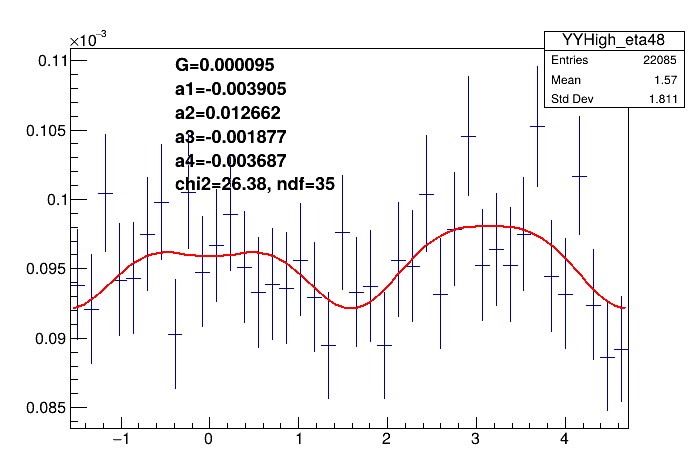 ×10⁻³
YYHigh_eta48
Entries 22085
Mean 1.57
Std Dev 1.811
G=0.000095
a1=-0.003905
a2=0.012662
a3=-0.001877
a4=-0.003687
chi2=26.38, ndf=35
0.11
0.105
0.1
0.095
0.09
0.085
−1 0 1 2 3 4